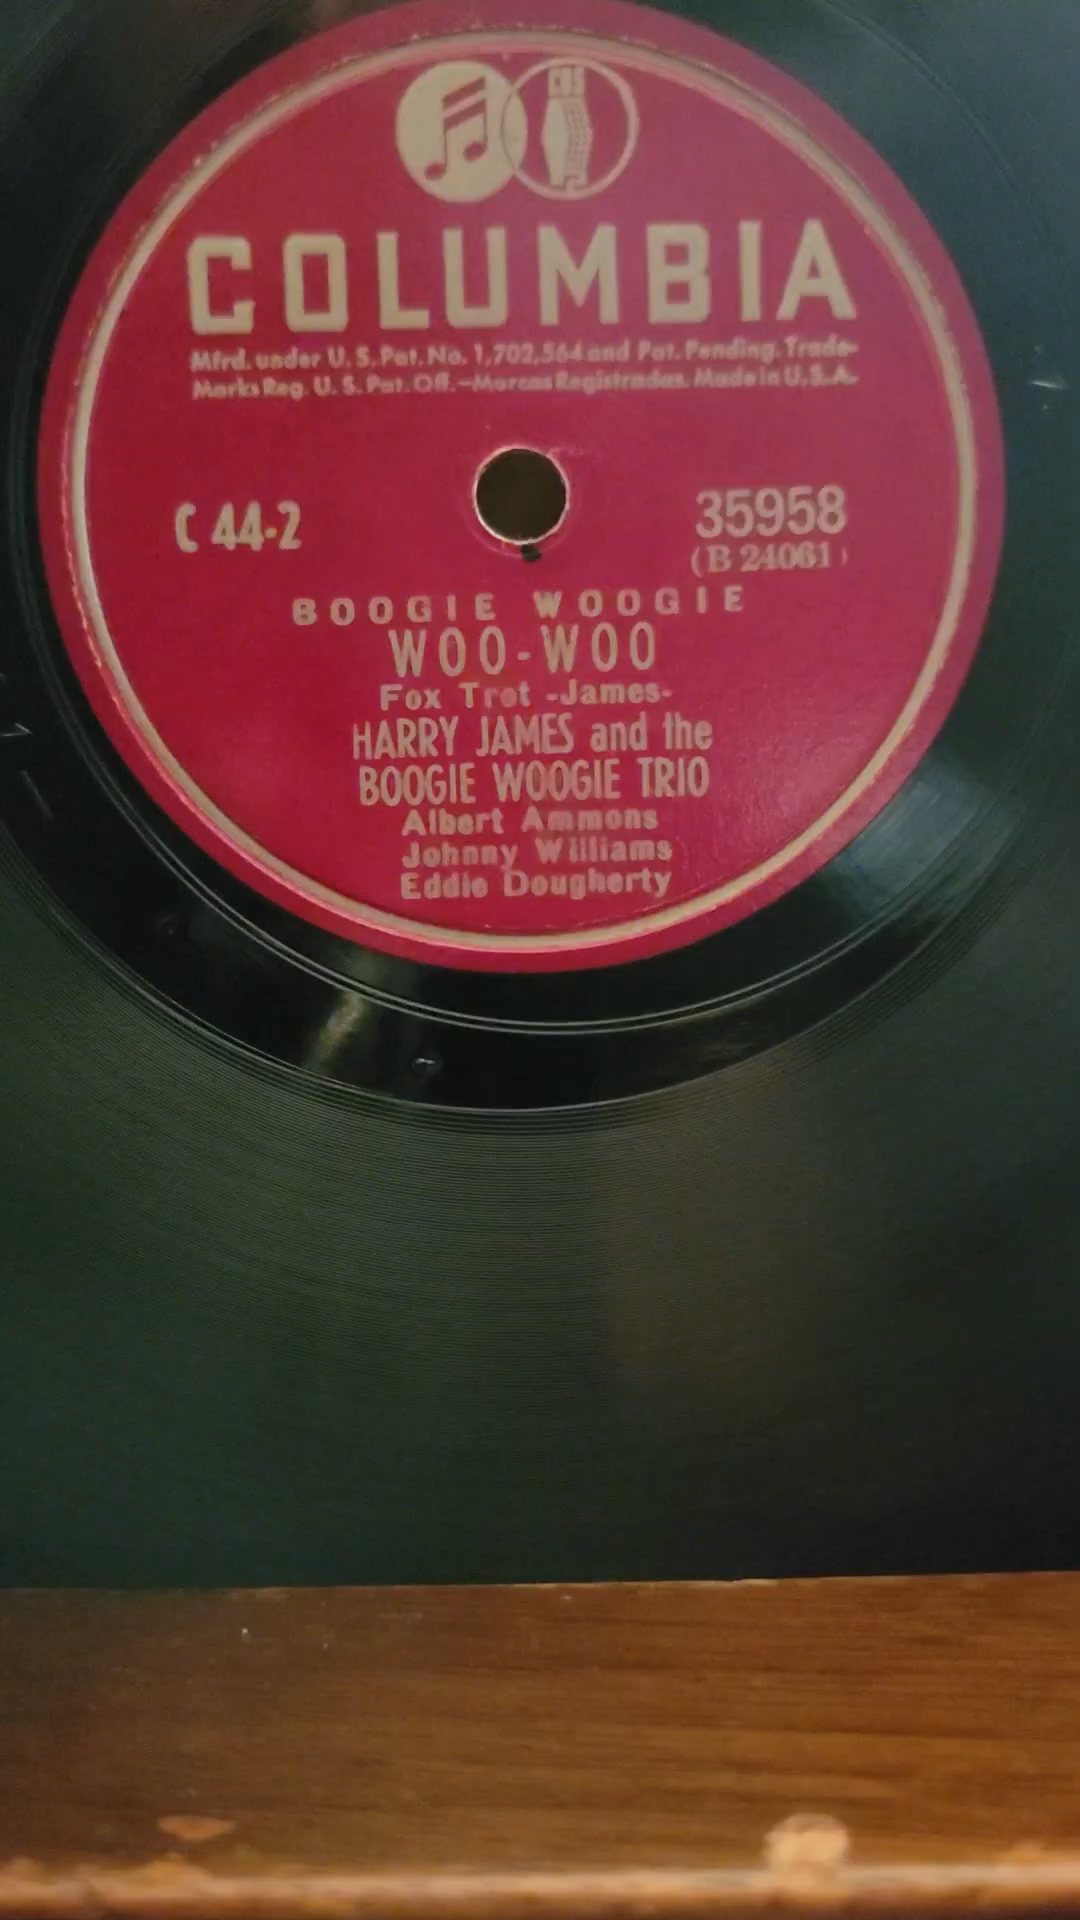 CBS
COLUMBIA
Mfrd. under U. S. Pat. No. 1,702,564 and Pat. Pending. Trade-
Marks Reg. U. S. Pat. Off.—Marcas Registradas. Made in U.S.A.
C 44-2
35958
(B 24061)
BOOGIE WOOGIE
WOO-WOO
Fox Trot -James-
HARRY JAMES and the
BOOGIE WOOGIE TRIO
Albert Ammons
Johnny Williams
Eddie Dougherty